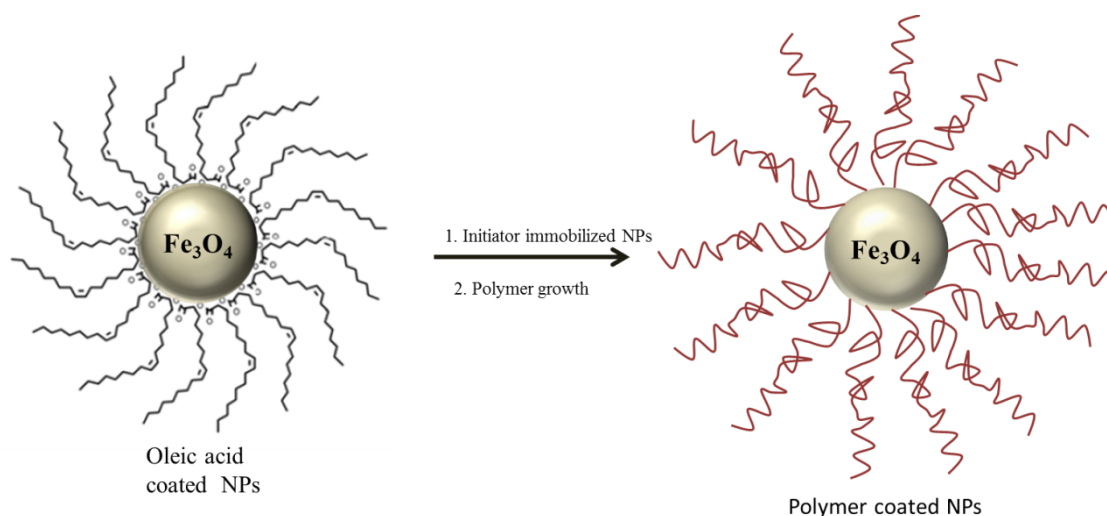 Fe₃O₄
Oleic acid
coated NPs
1. Initiator immobilized NPs
2. Polymer growth
Fe₃O₄
Polymer coated NPs